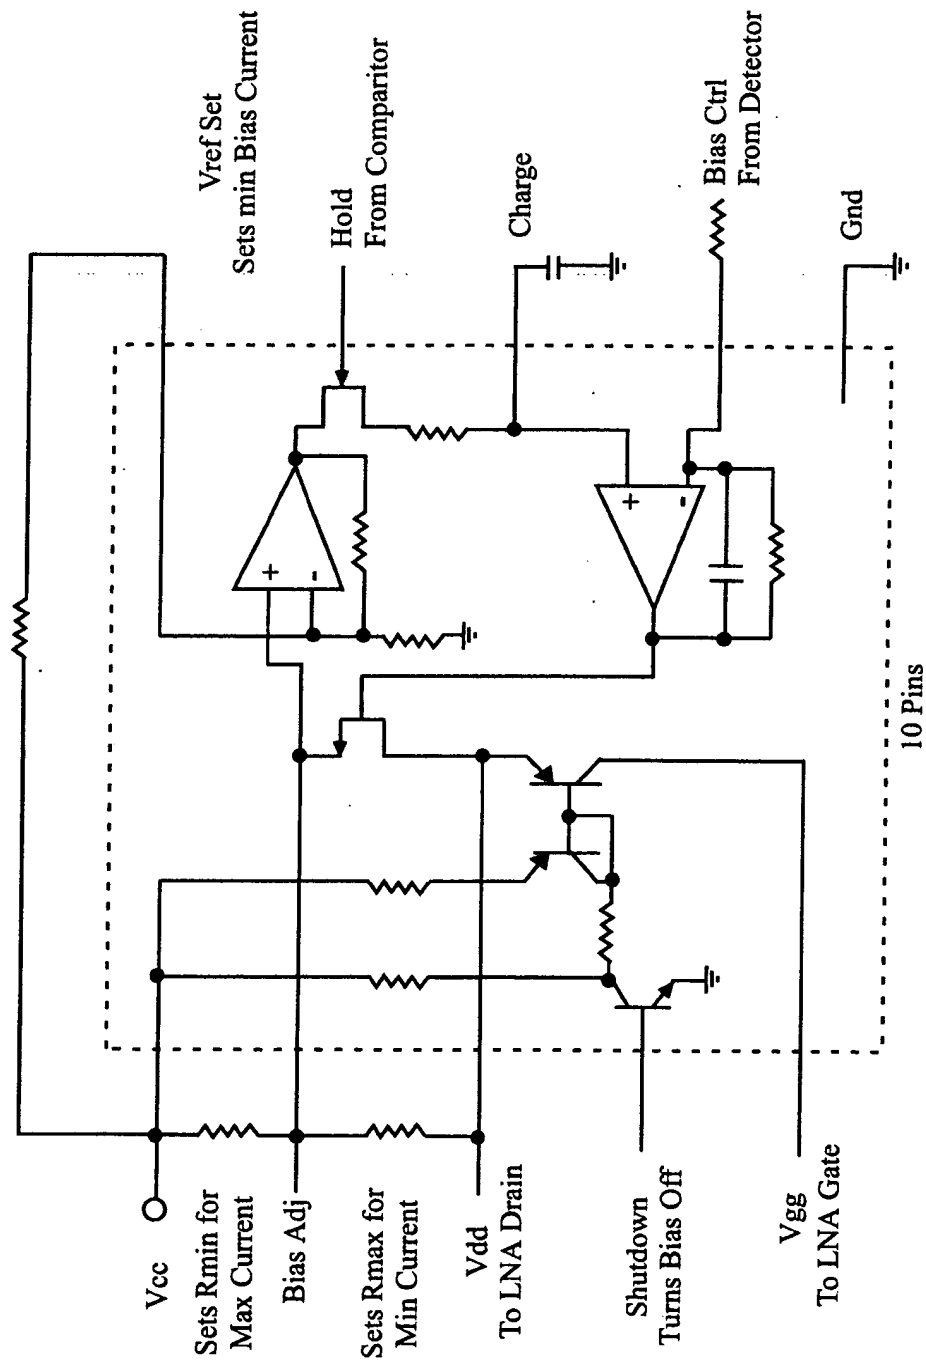 Vcc
Sets Rmin for
Max Current
Bias Adj
Sets Rmax for
Min Current
Vdd
To LNA Drain
Shutdown
Turns Bias Off
Vgg
To LNA Gate
+
-
+
-
10 Pins
Vref Set
Sets min Bias Current
Hold
From Comparitor
Charge
Bias Ctrl
From Detector
Gnd